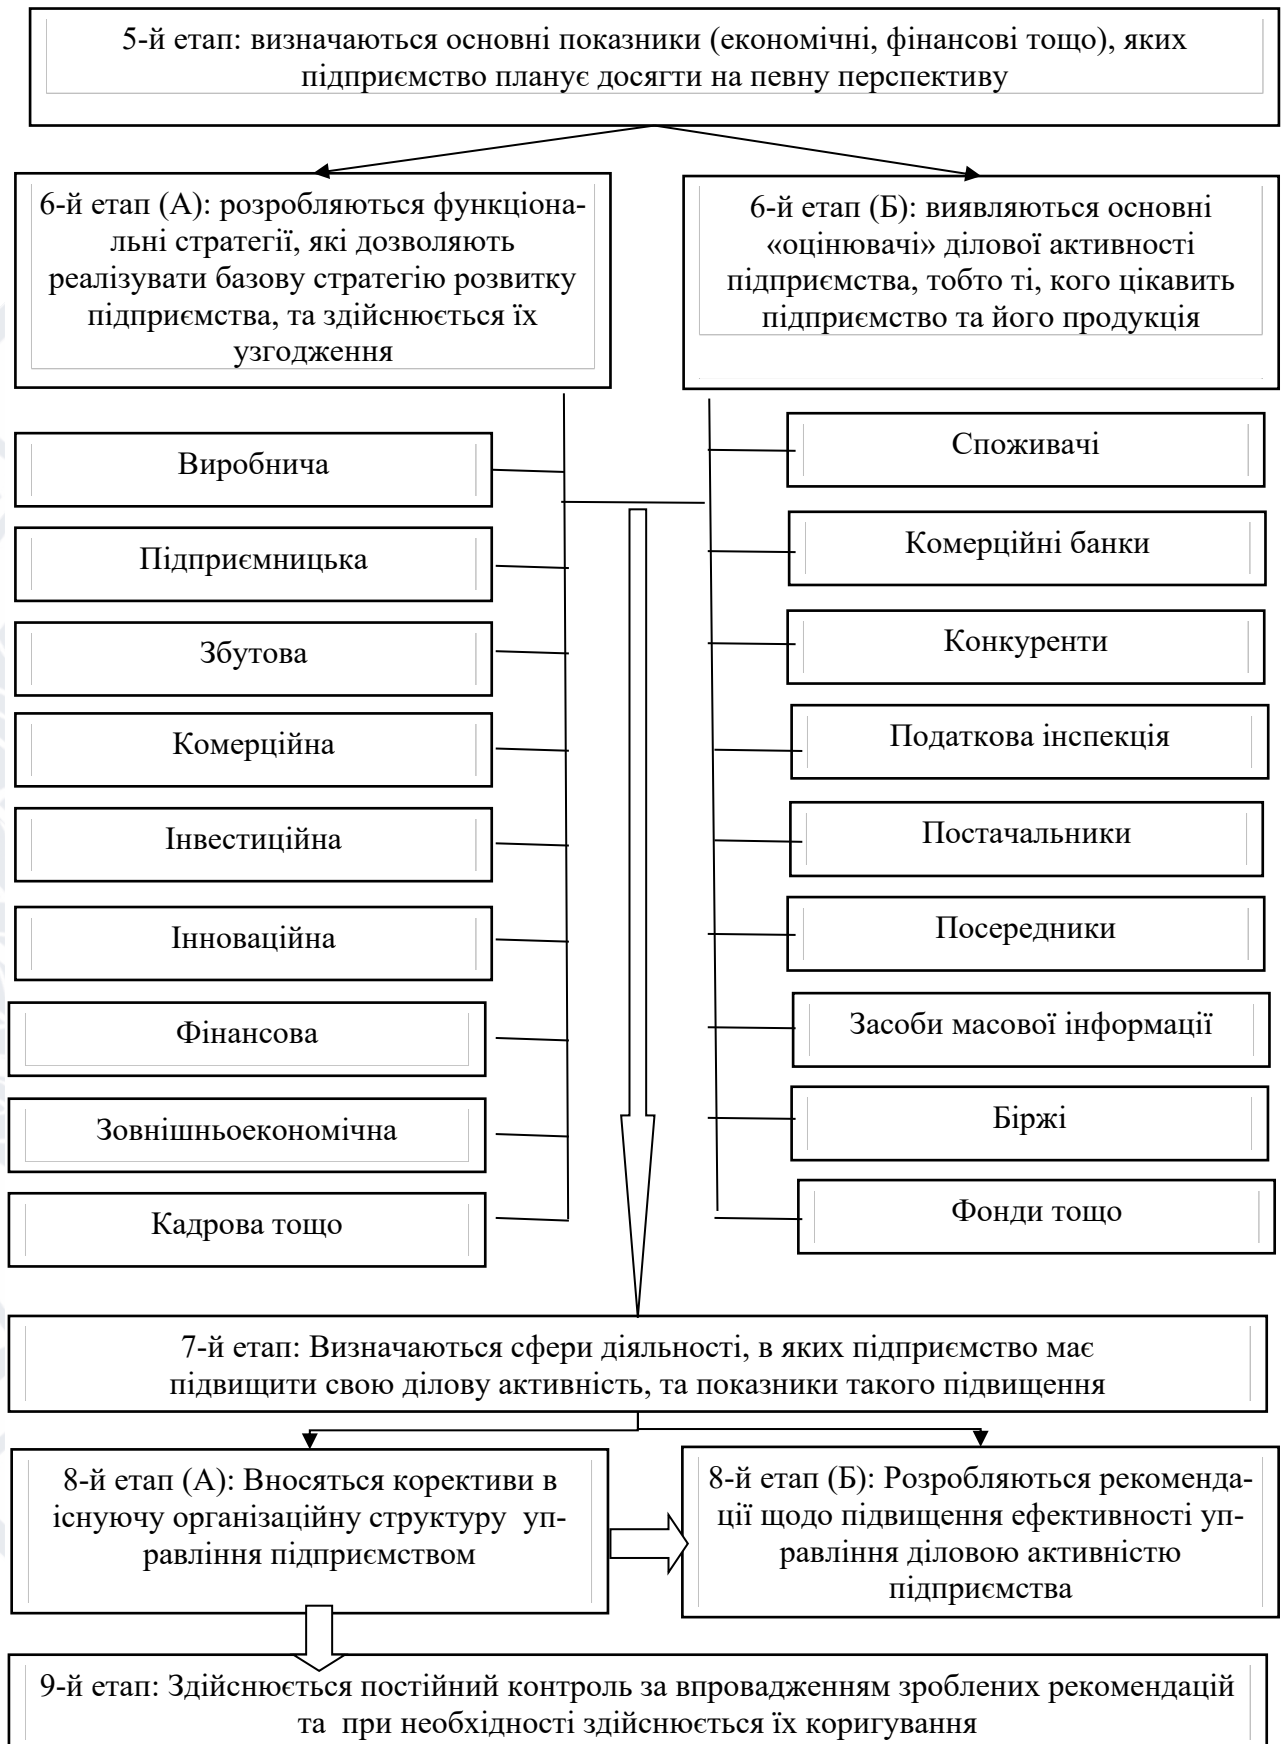 5-й етап: визначаються основні показники (економічні, фінансові тощо), яких
підприємство планує досягти на певну перспективу
6-й етап (А): розробляються функціона-
льні стратегії, які дозволяють
реалізувати базову стратегію розвитку
підприємства, та здійснюється їх
узгодження
6-й етап (Б): виявляються основні
«оцінювачі» ділової активності
підприємства, тобто ті, кого цікавить
підприємство та його продукція
Виробнича
Підприємницька
Збутова
Комерційна
Інвестиційна
Інноваційна
Фінансова
Зовнішньоекономічна
Кадрова тощо
Споживачі
Комерційні банки
Конкуренти
Податкова інспекція
Постачальники
Посередники
Засоби масової інформації
Біржі
Фонди тощо
7-й етап: Визначаються сфери діяльності, в яких підприємство має
підвищити свою ділову активність, та показники такого підвищення
8-й етап (А): Вносяться корективи в
існуючу організаційну структуру  уп-
равління підприємством
8-й етап (Б): Розробляються рекоменда-
ції щодо підвищення ефективності уп-
равління діловою активністю
підприємства
9-й етап: Здійснюється постійний контроль за впровадженням зроблених рекомендацій
та  при необхідності здійснюється їх коригування